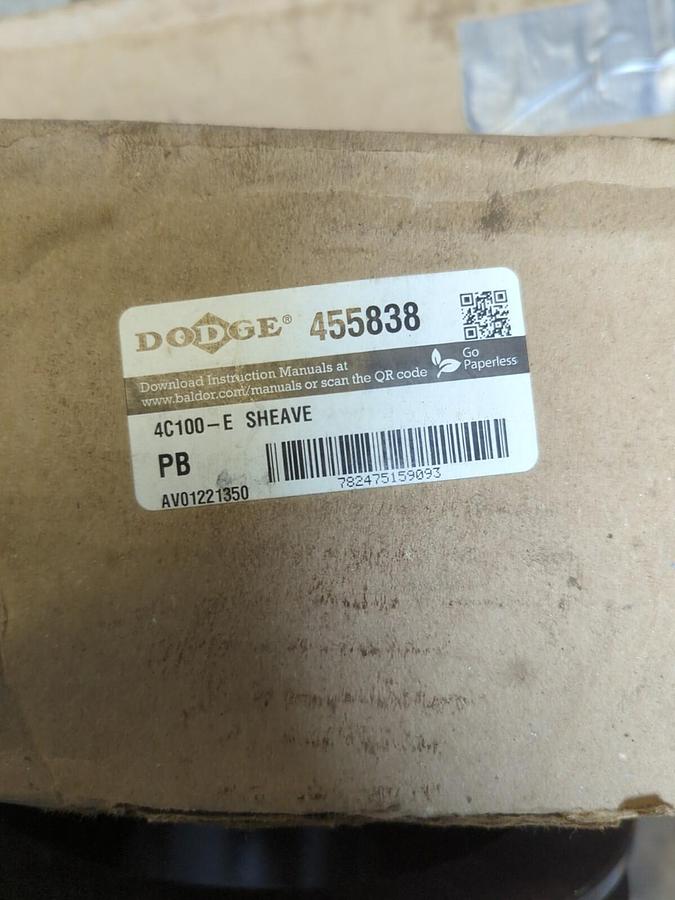 DODGE® 455838
Download Instruction Manuals at
www.baldor.com/manuals or scan the QR code
Go
Paperless
4C100-E SHEAVE
PB
782475159093
AV01221350